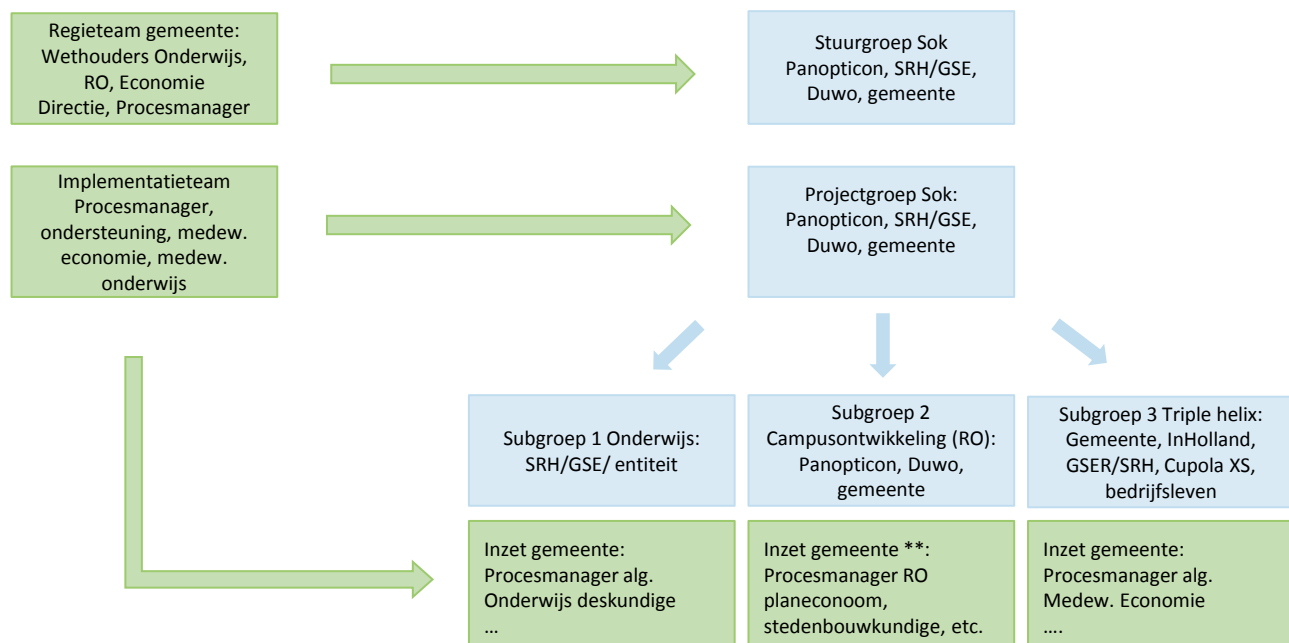 Regieteam gemeente:
Wethouders Onderwijs,
RO, Economie
Directie, Procesmanager
Stuurgroep Sok
Panopticon, SRH/GSE,
Duwo, gemeente
Implementatieteam
Procesmanager,
ondersteuning, medew.
economie, medew.
onderwijs
Projectgroep Sok:
Panopticon, SRH/GSE,
Duwo, gemeente
Subgroep 1 Onderwijs:
SRH/GSE/ entiteit
Subgroep 2
Campusontwikkeling (RO):
Panopticon, Duwo,
gemeente
Subgroep 3 Triple helix:
Gemeente, InHolland,
GSER/SRH, Cupola XS,
bedrijfsleven
Inzet gemeente:
Procesmanager alg.
Onderwijs deskundige
...
Inzet gemeente **:
Procesmanager RO
planeconoom,
stedenbouwkundige, etc.
Inzet gemeente:
Procesmanager alg.
Medew. Economie
....